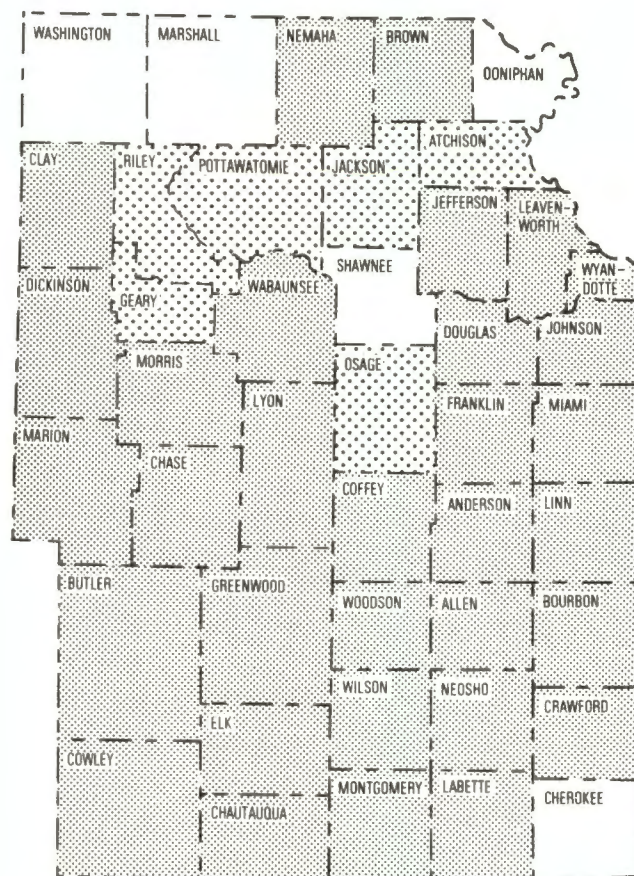 WASHINGTON
MARSHALL
NEMAHA
BROWN
OONIPHAN
CLAY
RILEY
POTTAWATOMIE
JACKSON
ATCHISON
JEFFERSON
LEAVEN-
WORTH
WYAN-
DOTTE
SHAWNEE
DICKINSON
GEARY
WABAUNSEE
DOUGLAS
JOHNSON
MORRIS
OSAGE
LYON
FRANKLIN
MIAMI
MARION
CHASE
COFFEY
ANDERSON
LINN
BUTLER
GREENWOOD
WOODSON
ALLEN
BOURBON
WILSON
NEOSHO
CRAWFORD
ELK
COWLEY
MONTGOMERY
LABETTE
CHEROKEE
CHAUTAUQUA